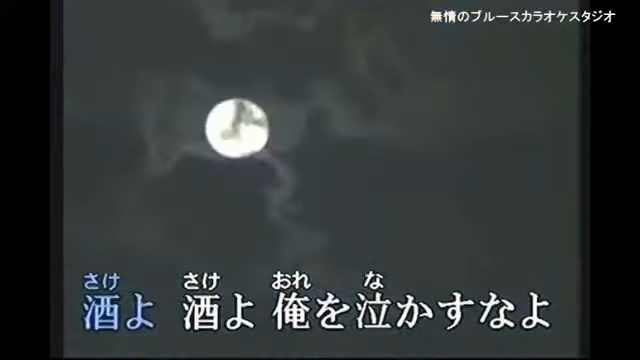 無情のブルースカラオケスタジオ
さけ さけ おれ な
酒よ 酒よ 俺を泣かすなよ